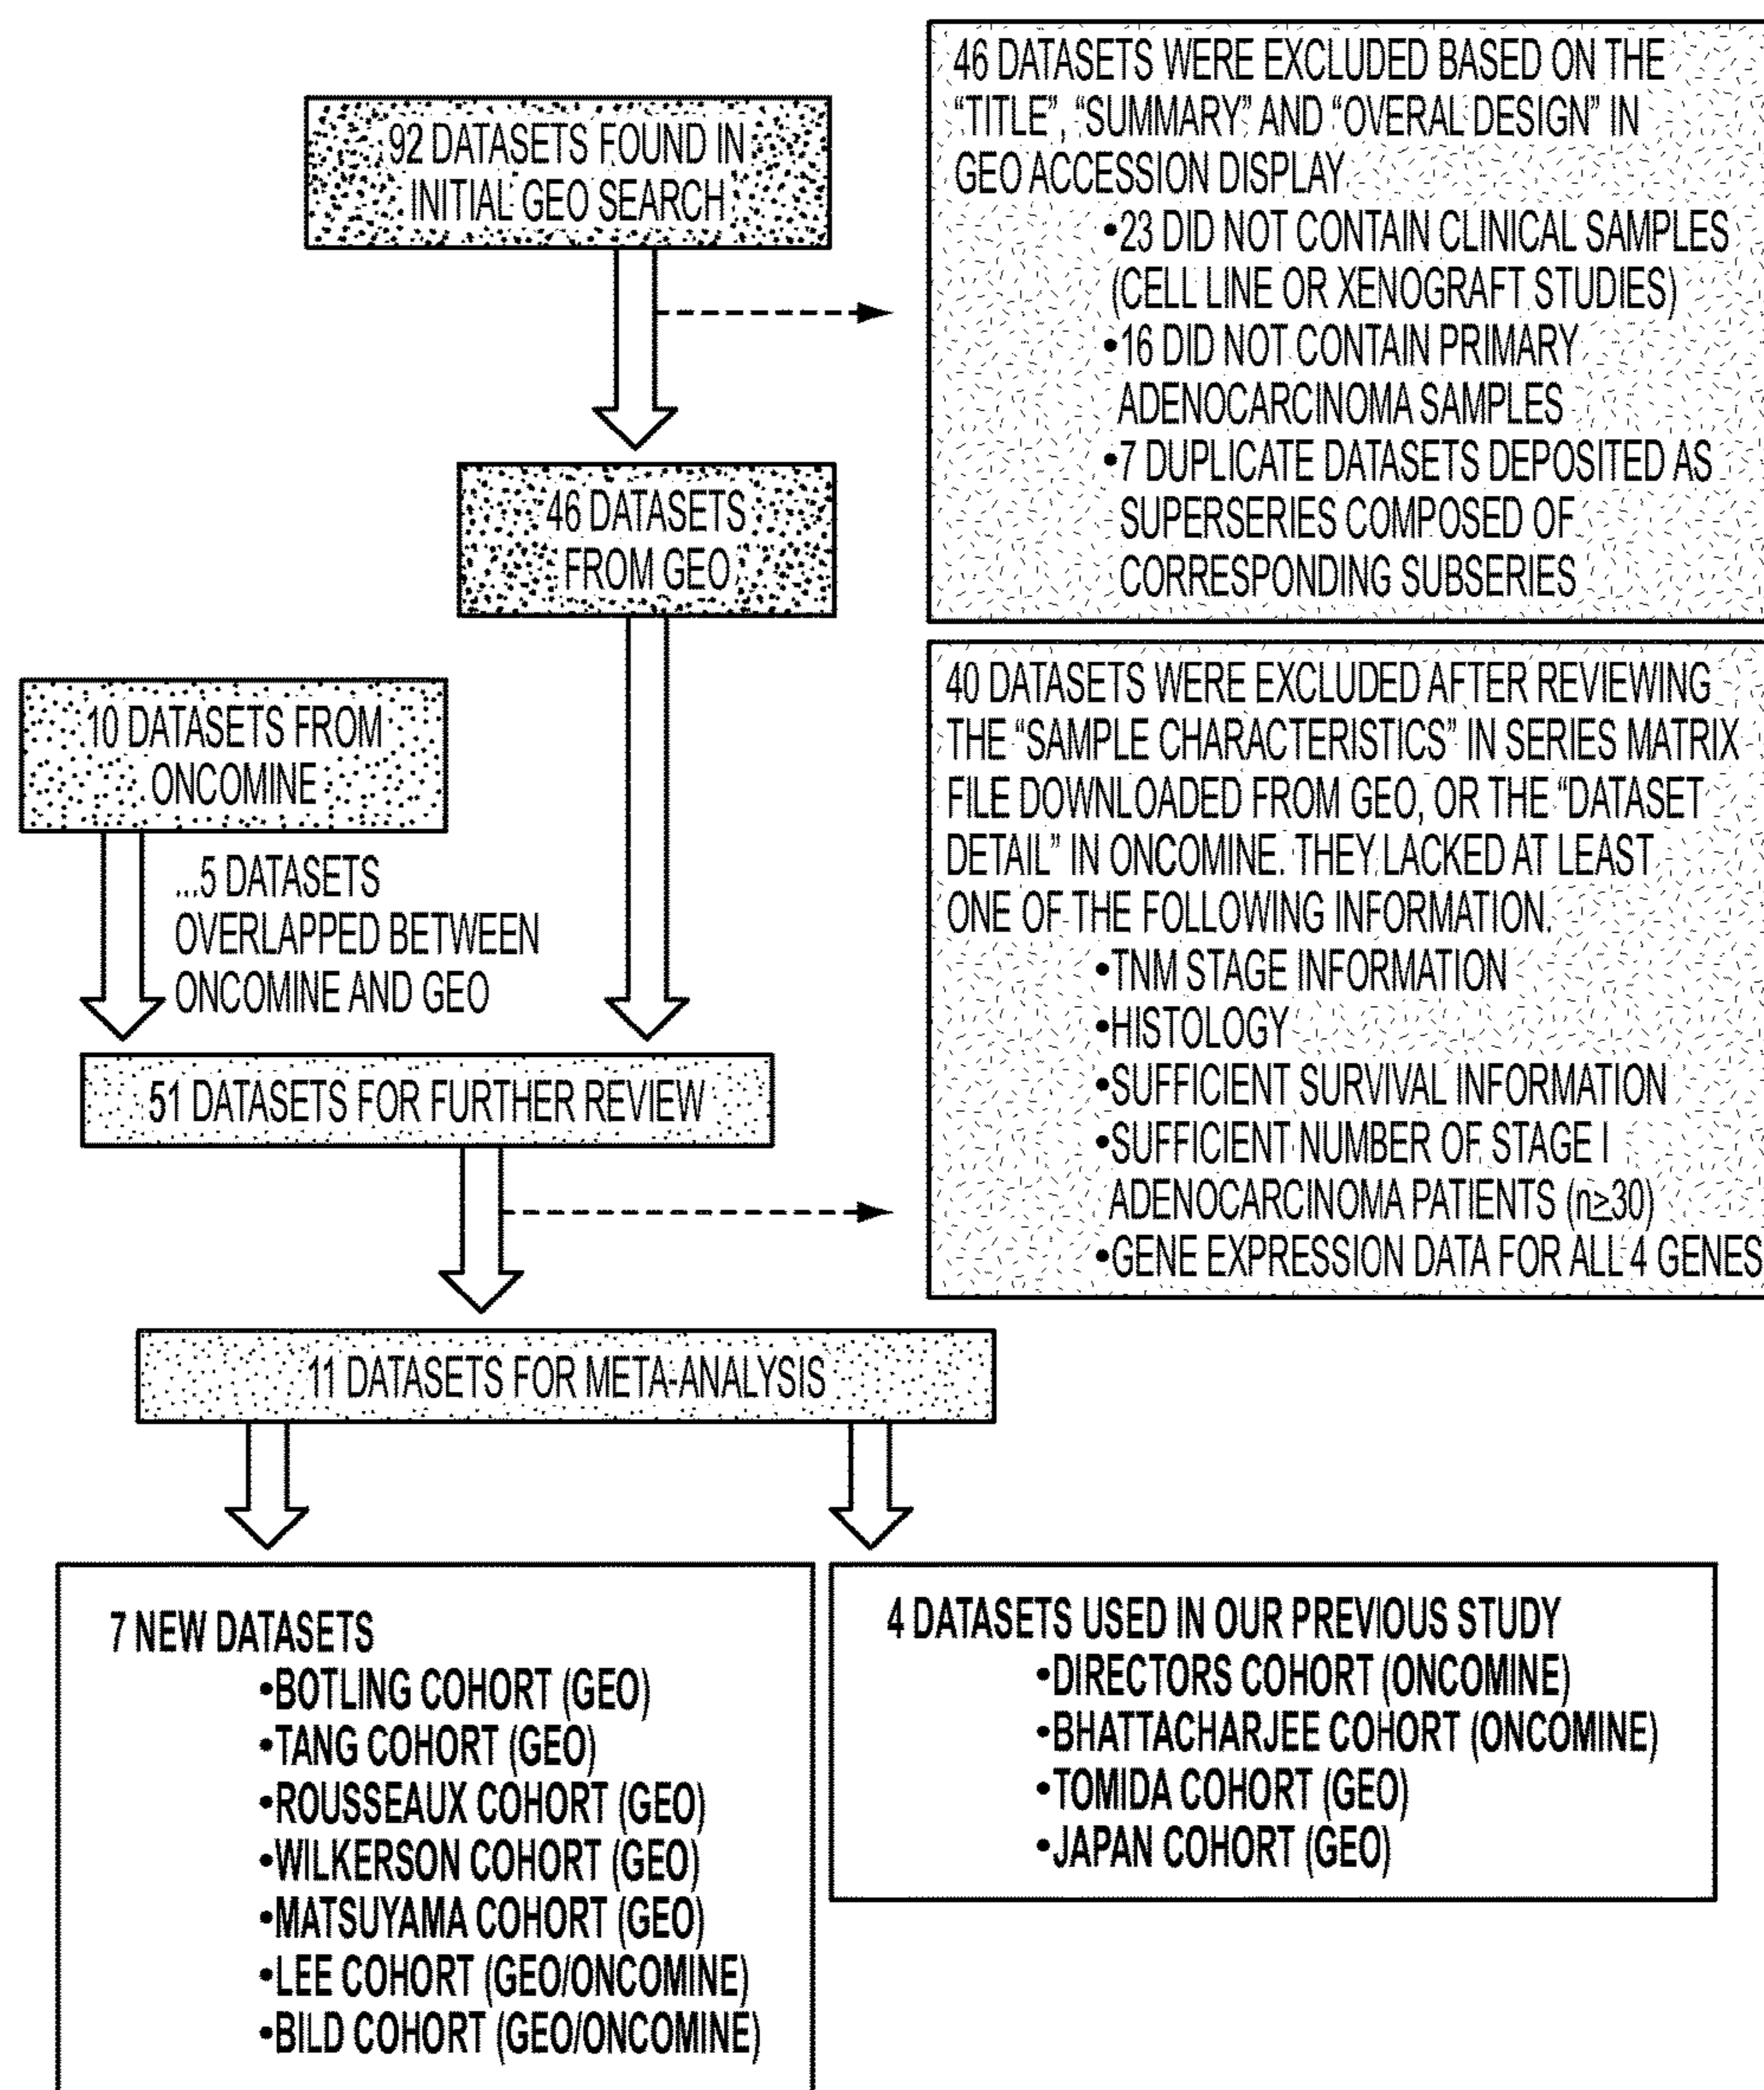 92 DATASETS FOUND IN
INITIAL GEO SEARCH
46 DATASETS WERE EXCLUDED BASED ON THE
“TITLE”, “SUMMARY” AND “OVERAL DESIGN” IN
GEO ACCESSION DISPLAY
•23 DID NOT CONTAIN CLINICAL SAMPLES
(CELL LINE OR XENOGRAFT STUDIES)
•16 DID NOT CONTAIN PRIMARY
ADENOCARCINOMA SAMPLES
•7 DUPLICATE DATASETS DEPOSITED AS
SUPERSERIES COMPOSED OF
CORRESPONDING SUBSERIES
46 DATASETS
FROM GEO
10 DATASETS FROM
ONCOMINE
...5 DATASETS
OVERLAPPED BETWEEN
ONCOMINE AND GEO
51 DATASETS FOR FURTHER REVIEW
40 DATASETS WERE EXCLUDED AFTER REVIEWING
THE “SAMPLE CHARACTERISTICS” IN SERIES MATRIX
FILE DOWNLOADED FROM GEO, OR THE “DATASET
DETAIL” IN ONCOMINE. THEY LACKED AT LEAST
ONE OF THE FOLLOWING INFORMATION.
•TNM STAGE INFORMATION
•HISTOLOGY
•SUFFICIENT SURVIVAL INFORMATION
•SUFFICIENT NUMBER OF STAGE I
ADENOCARCINOMA PATIENTS (n≥30)
•GENE EXPRESSION DATA FOR ALL 4 GENES
11 DATASETS FOR META-ANALYSIS
7 NEW DATASETS
•BOTLING COHORT (GEO)
•TANG COHORT (GEO)
•ROUSSEAUX COHORT (GEO)
•WILKERSON COHORT (GEO)
•MATSUYAMA COHORT (GEO)
•LEE COHORT (GEO/ONCOMINE)
•BILD COHORT (GEO/ONCOMINE)
4 DATASETS USED IN OUR PREVIOUS STUDY
•DIRECTORS COHORT (ONCOMINE)
•BHATTACHARJEE COHORT (ONCOMINE)
•TOMIDA COHORT (GEO)
•JAPAN COHORT (GEO)